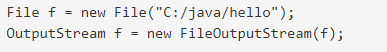 File f = new File("C:/java/hello");
OutputStream f = new FileOutputStream(f);